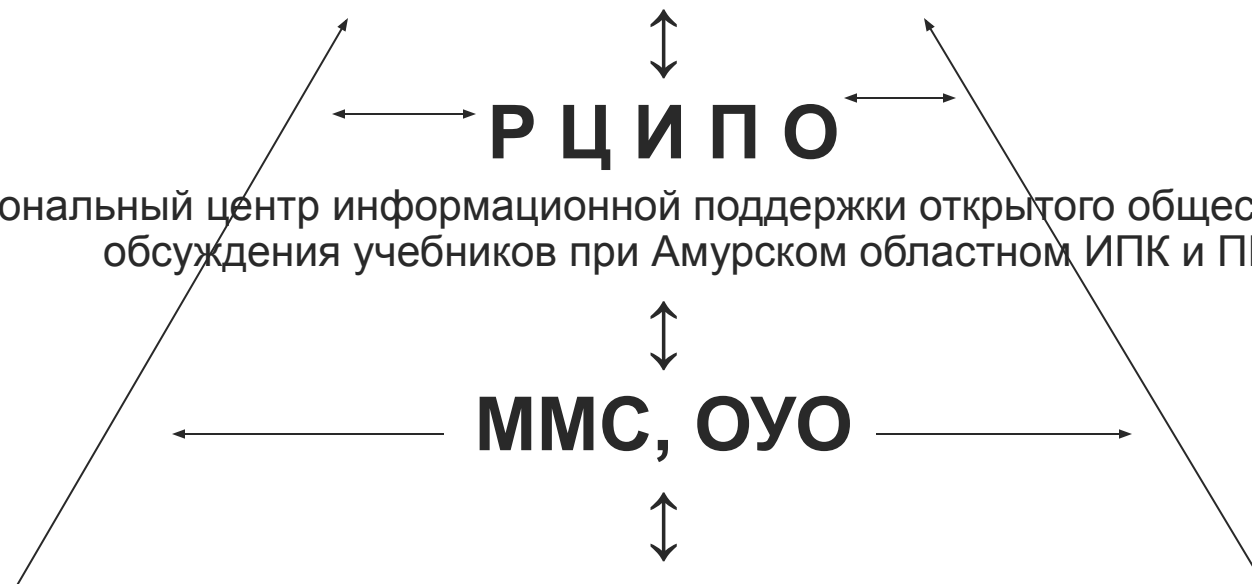 Р Ц И П О
ональный центр информационной поддержки открытого общес
обсуждения учебников при Амурском областном ИПК и П
ММС, ОУО